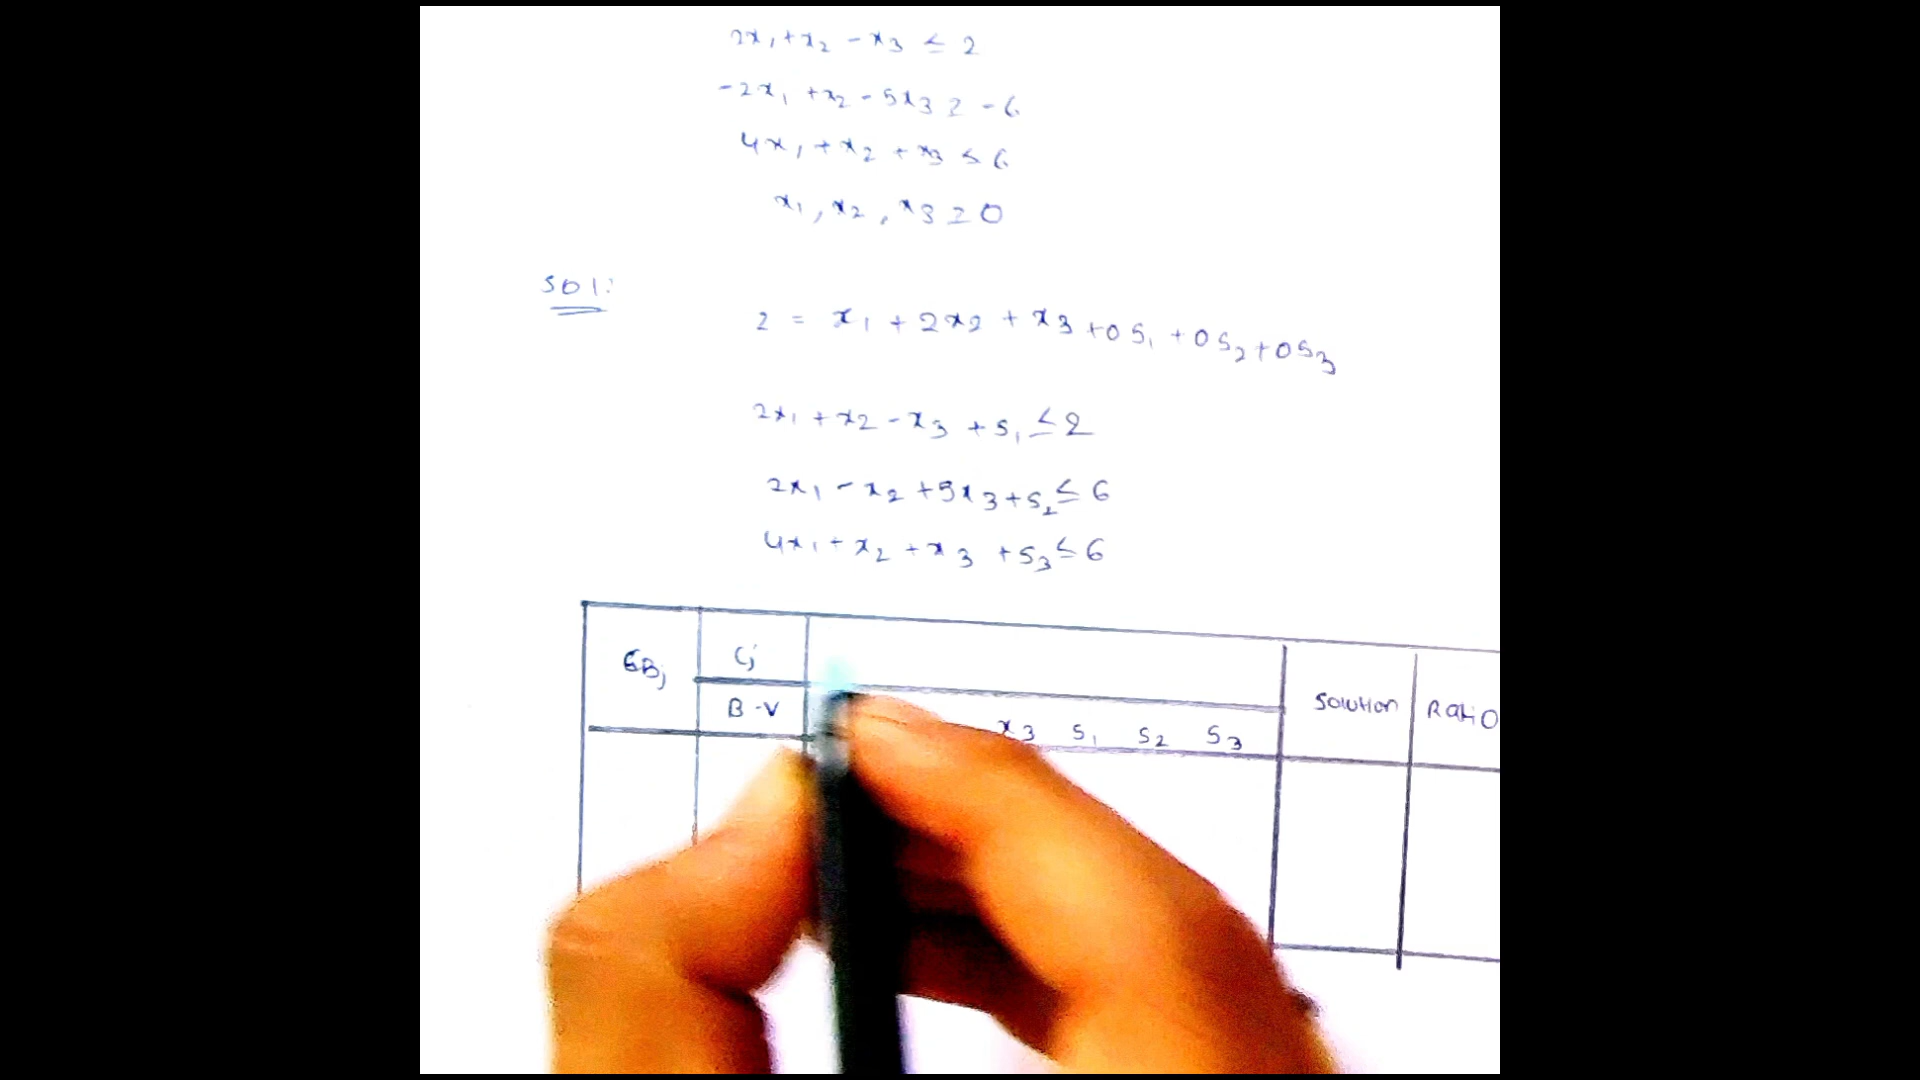 2x₁ + x₂ - x₃ ≤ 2
-2x₁ + x₂ - 5x₃ ≥ -6
4x₁ + x₂ + x₃ ≤ 6
x₁, x₂, x₃ ≥ 0
Sol:
Z = x₁ + 2x₂ + x₃ + 0S₁ + 0S₂ + 0S₃
2x₁ + x₂ - x₃ + S₁ ≤ 2
2x₁ - x₂ + 5x₃ + S₂ ≤ 6
4x₁ + x₂ + x₃ + S₃ ≤ 6
CBj Cj Solution Ratio
B-V x₃ S₁ S₂ S₃